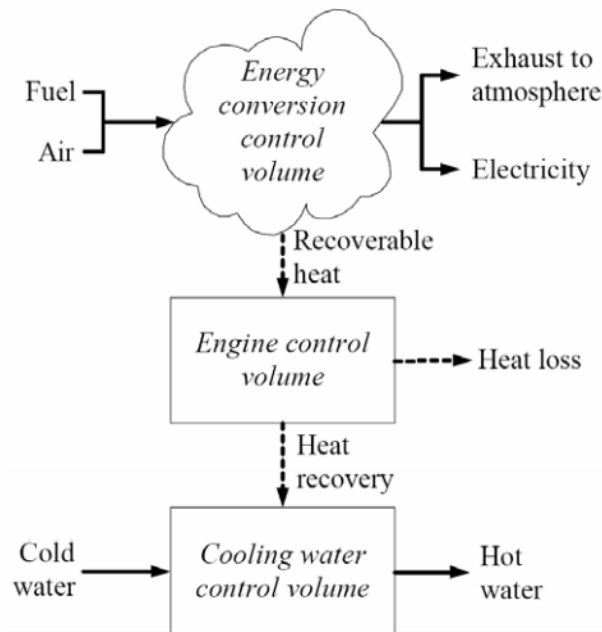 Fuel
Air
Energy
conversion
control
volume
Exhaust to
atmosphere
Electricity
Recoverable
heat
Engine control
volume
Heat loss
Heat
recovery
Cold
water
Cooling water
control volume
Hot
water